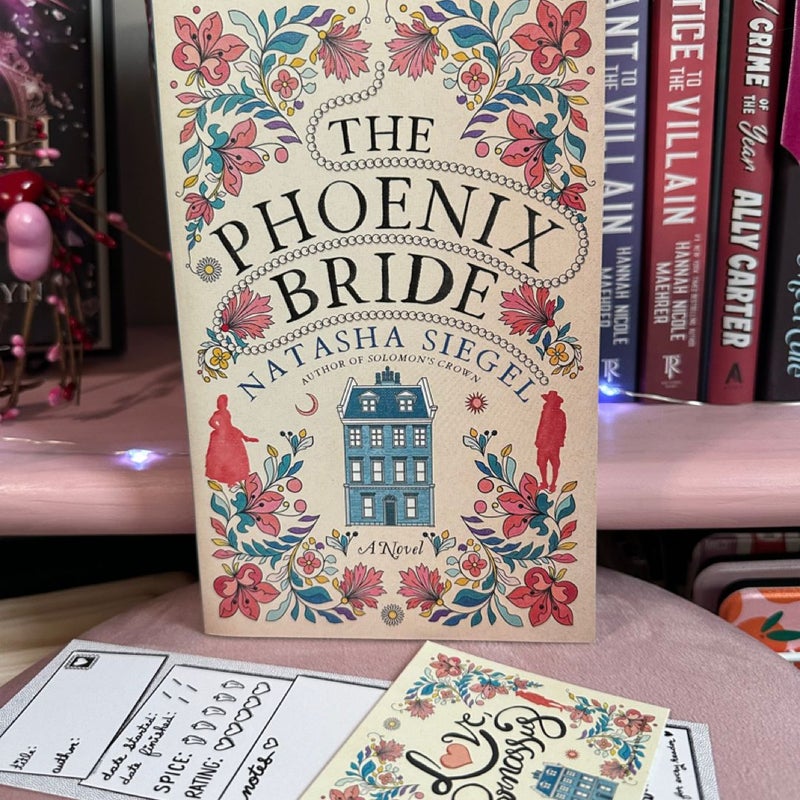 THE
PHOENIX
BRIDE
NATASHA SIEGEL
AUTHOR OF SOLOMON'S CROWN
A Novel
TO THE
VILLAIN
HANNAH NICOLE
MAEHRER
TO THE
VILLAIN
HANNAH NICOLE
MAEHRER
CRIME
OF THE
Year
ALLY CARTER
title:
author:
date started: / /
date finished: / /
SPICE:
RATING:
notes
Love,